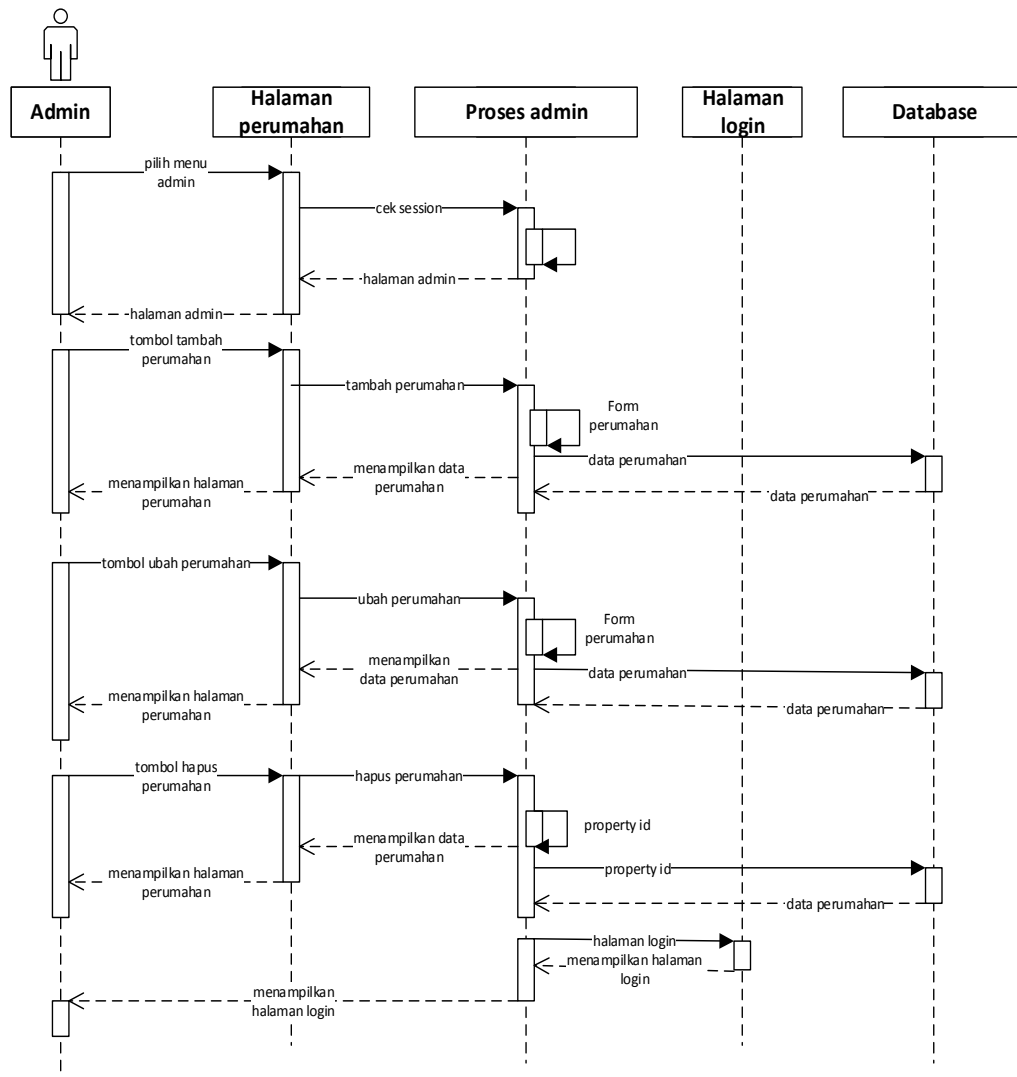 Admin
Halaman
perumahan
Proses admin
Halaman
login
Database
pilih menu
admin
cek session
halaman admin
halaman admin
tombol tambah
perumahan
tambah perumahan
Form
perumahan
data perumahan
menampilkan data
perumahan
menampilkan halaman
perumahan
data perumahan
tombol ubah perumahan
ubah perumahan
Form
perumahan
menampilkan
data perumahan
data perumahan
menampilkan halaman
perumahan
data perumahan
tombol hapus
perumahan
hapus perumahan
property id
menampilkan data
perumahan
property id
menampilkan halaman
perumahan
data perumahan
halaman login
menampilkan halaman
login
menampilkan
halaman login